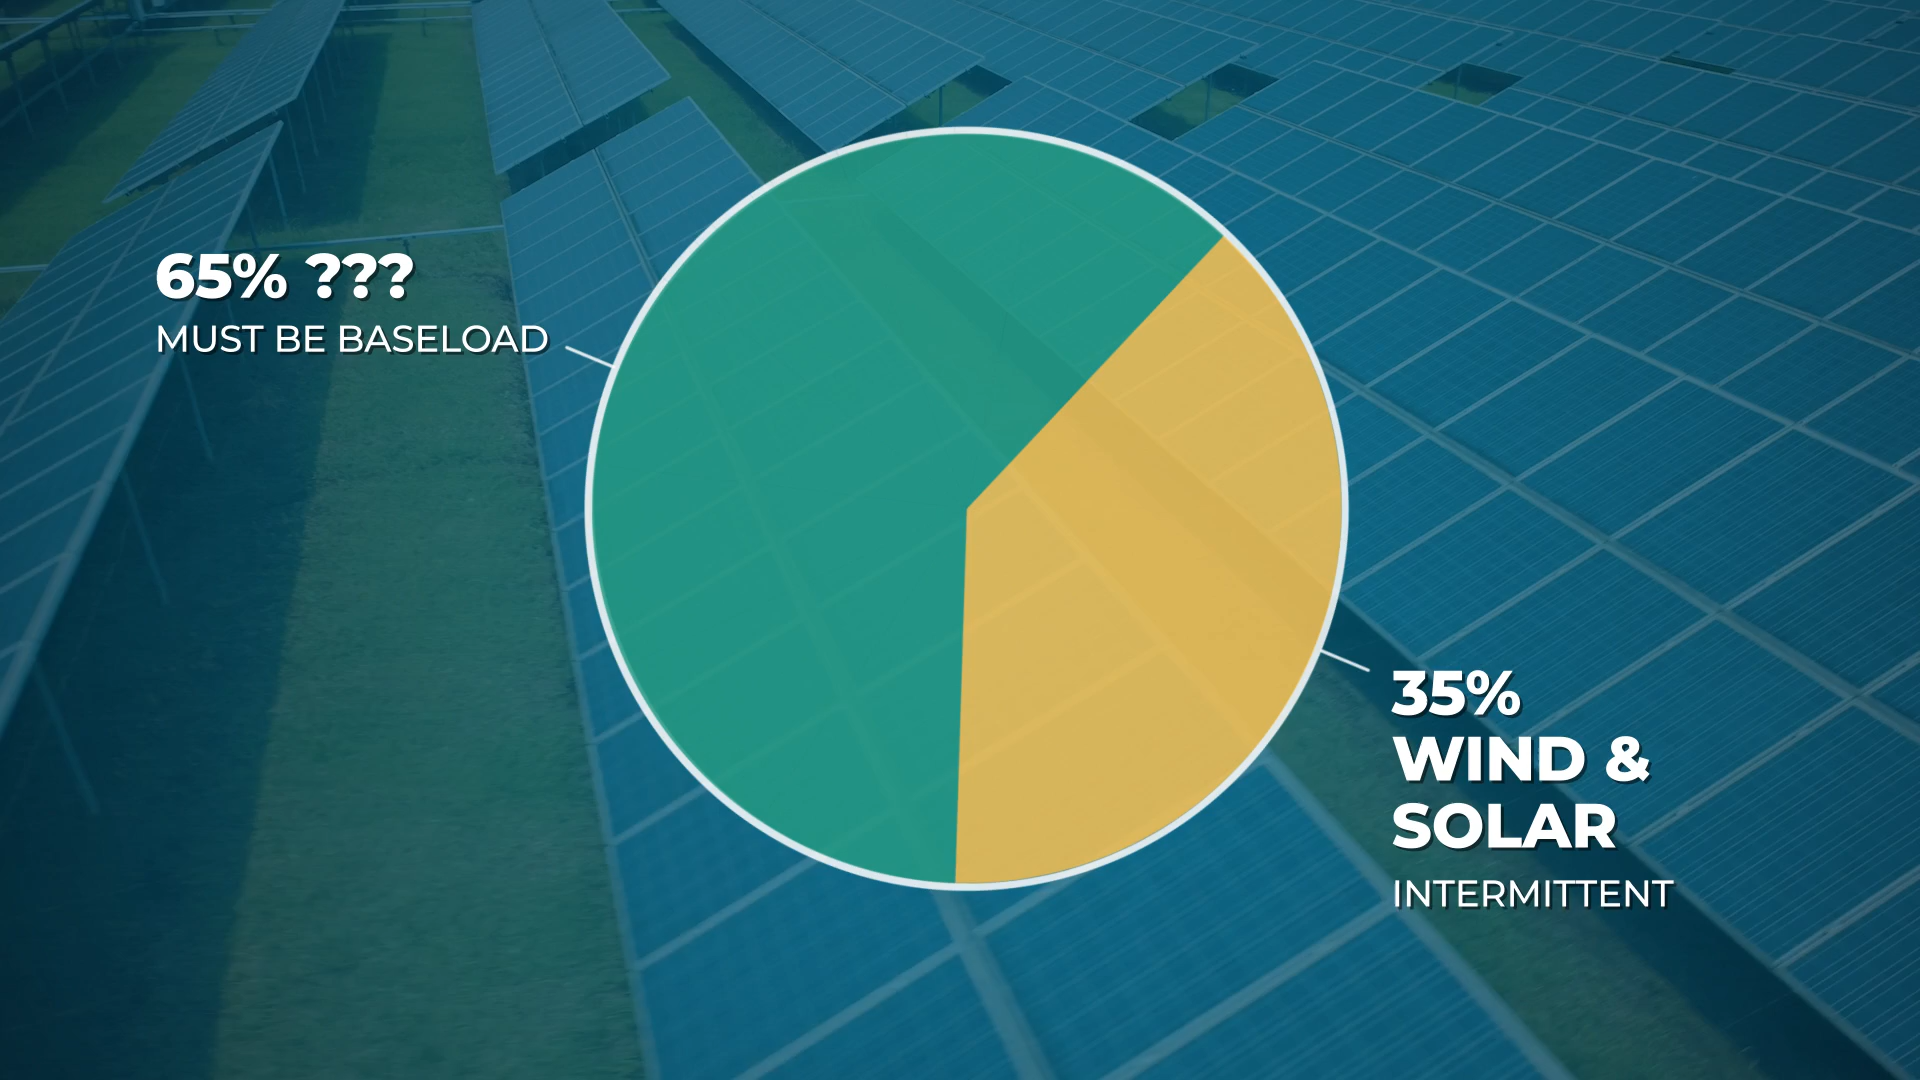 65% ???
MUST BE BASELOAD
35%
WIND &
SOLAR
INTERMITTENT